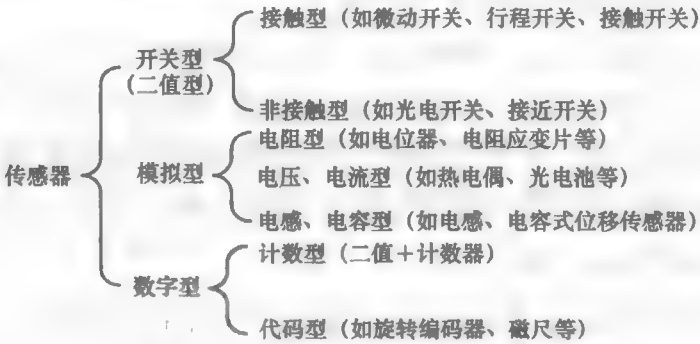 接触型（如微动开关、行程开关、接触开关）
开关型
（二值型）
非接触型（如光电开关、接近开关）
电阻型（如电位器、电阻应变片等）
传感器
模拟型
电压、电流型（如热电偶、光电池等）
电感、电容型（如电感、电容式位移传感器）
计数型（二值＋计数器）
数字型
代码型（如旋转编码器、磁尺等）